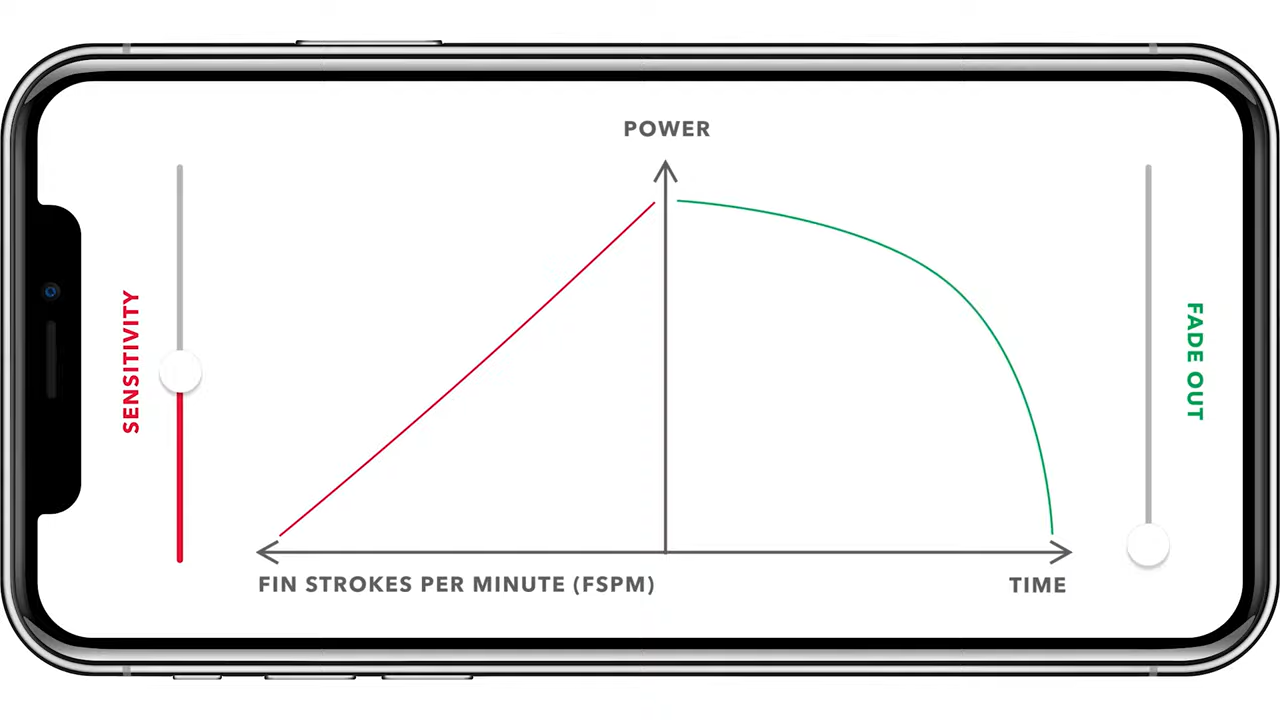 POWER
SENSITIVITY
FADE OUT
FIN STROKES PER MINUTE (FSPM)
TIME